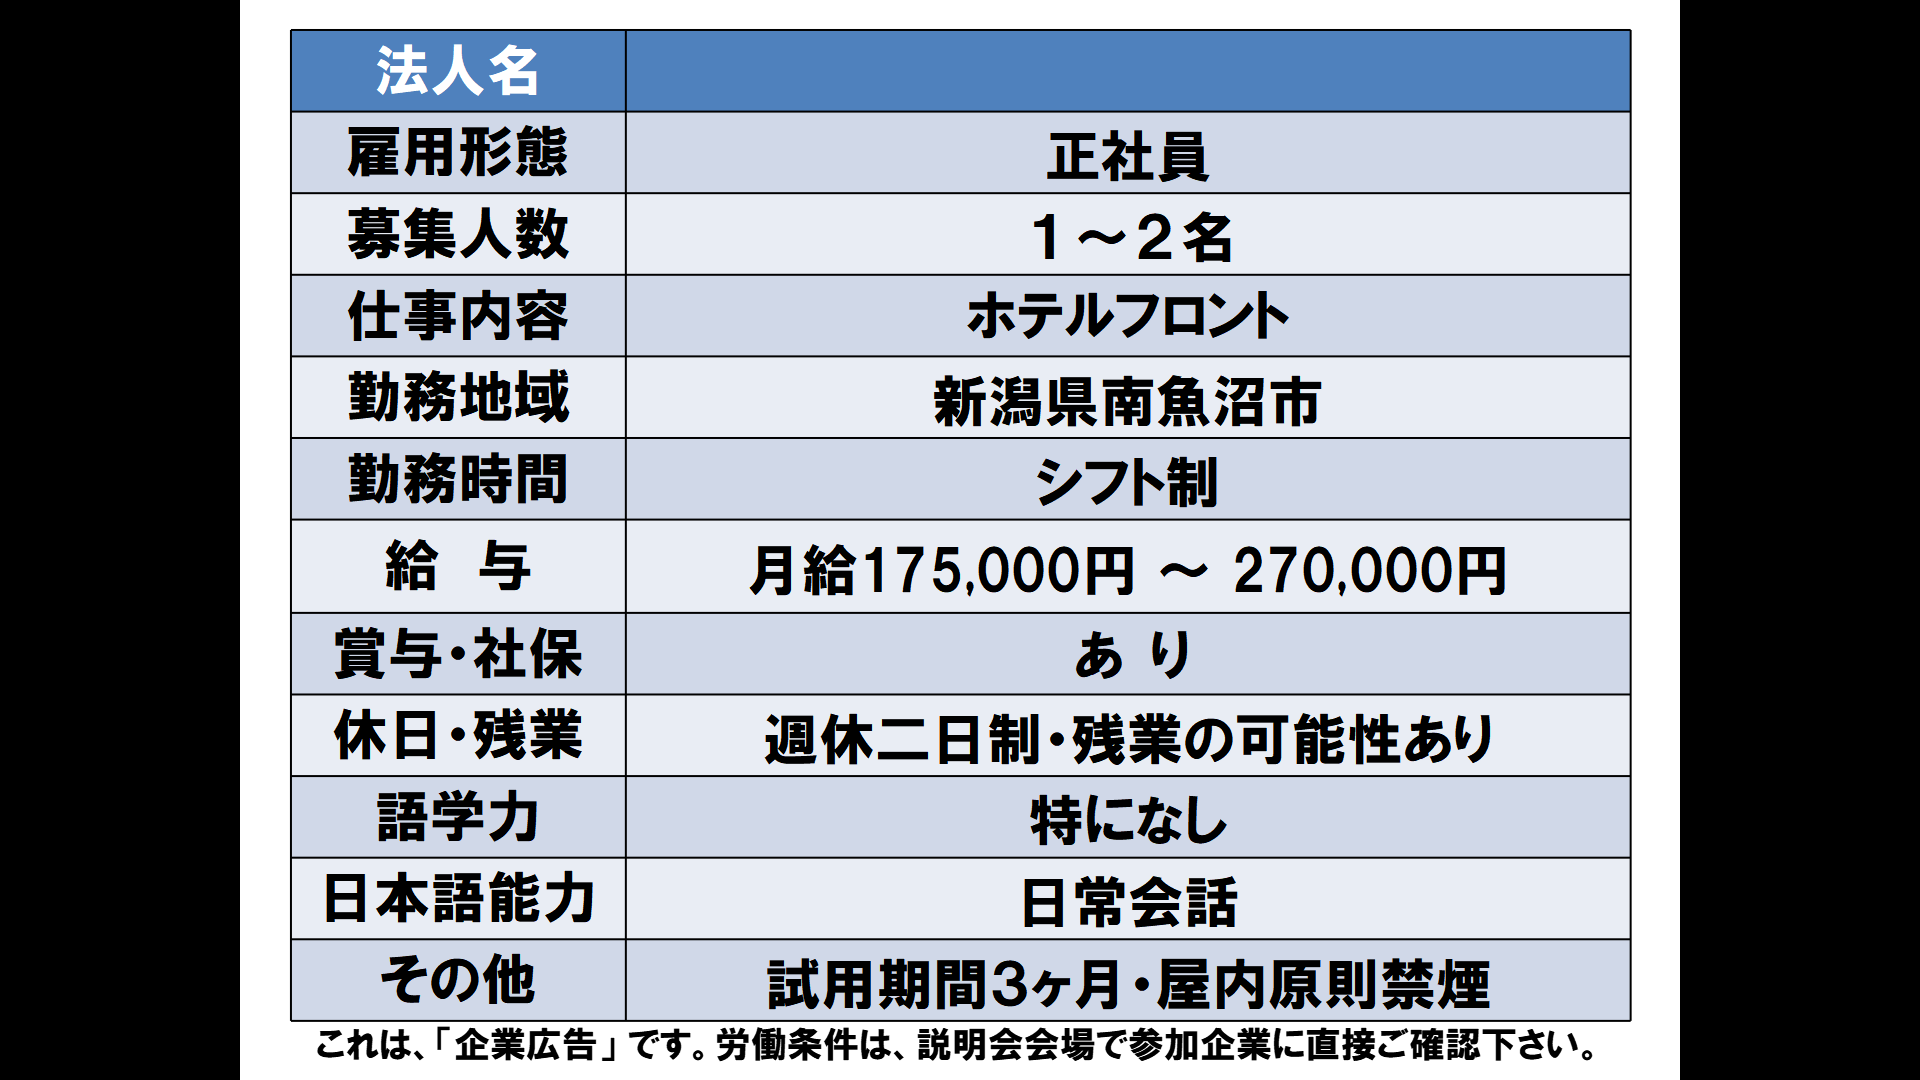 法人名
雇用形態 正社員
募集人数 １～２名
仕事内容 ホテルフロント
勤務地域 新潟県南魚沼市
勤務時間 シフト制
給　与 月給175,000円 ～ 270,000円
賞与・社保 あ り
休日・残業 週休二日制・残業の可能性あり
語学力 特になし
日本語能力 日常会話
その他 試用期間３ヶ月・屋内原則禁煙
これは、「企業広告」です。労働条件は、説明会会場で参加企業に直接ご確認下さい。